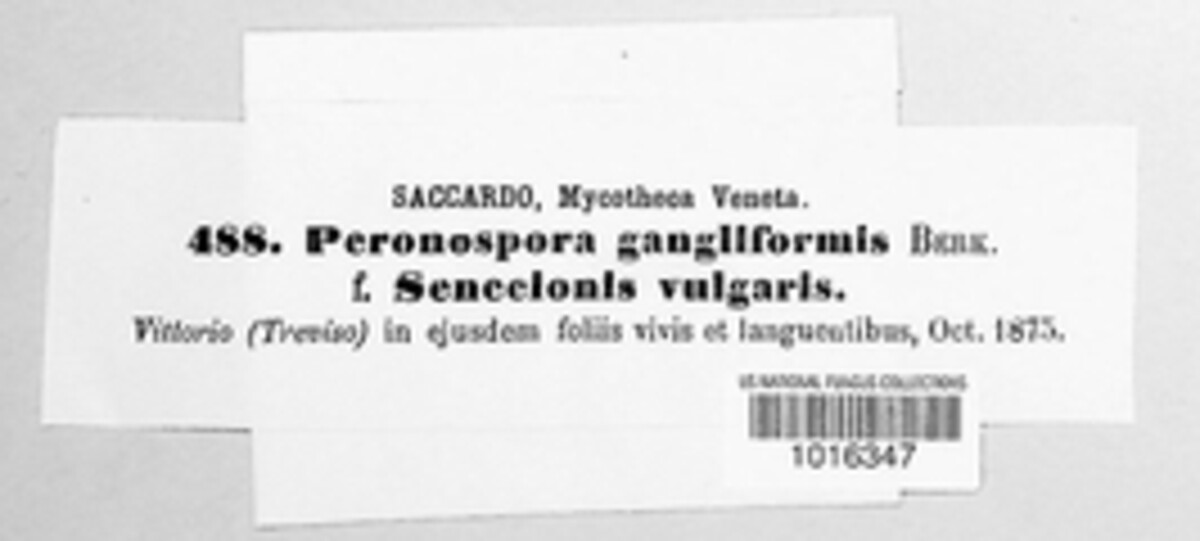 SACCARDO, Mycotheca Veneta.
488. Peronospora gangliformis BERK.
f. Senecionis vulgaris.
Vittorio (Treviso) in ejusdem foliis vivis et languentibus, Oct. 1875.
US NATIONAL FUNGUS COLLECTIONS
1016347